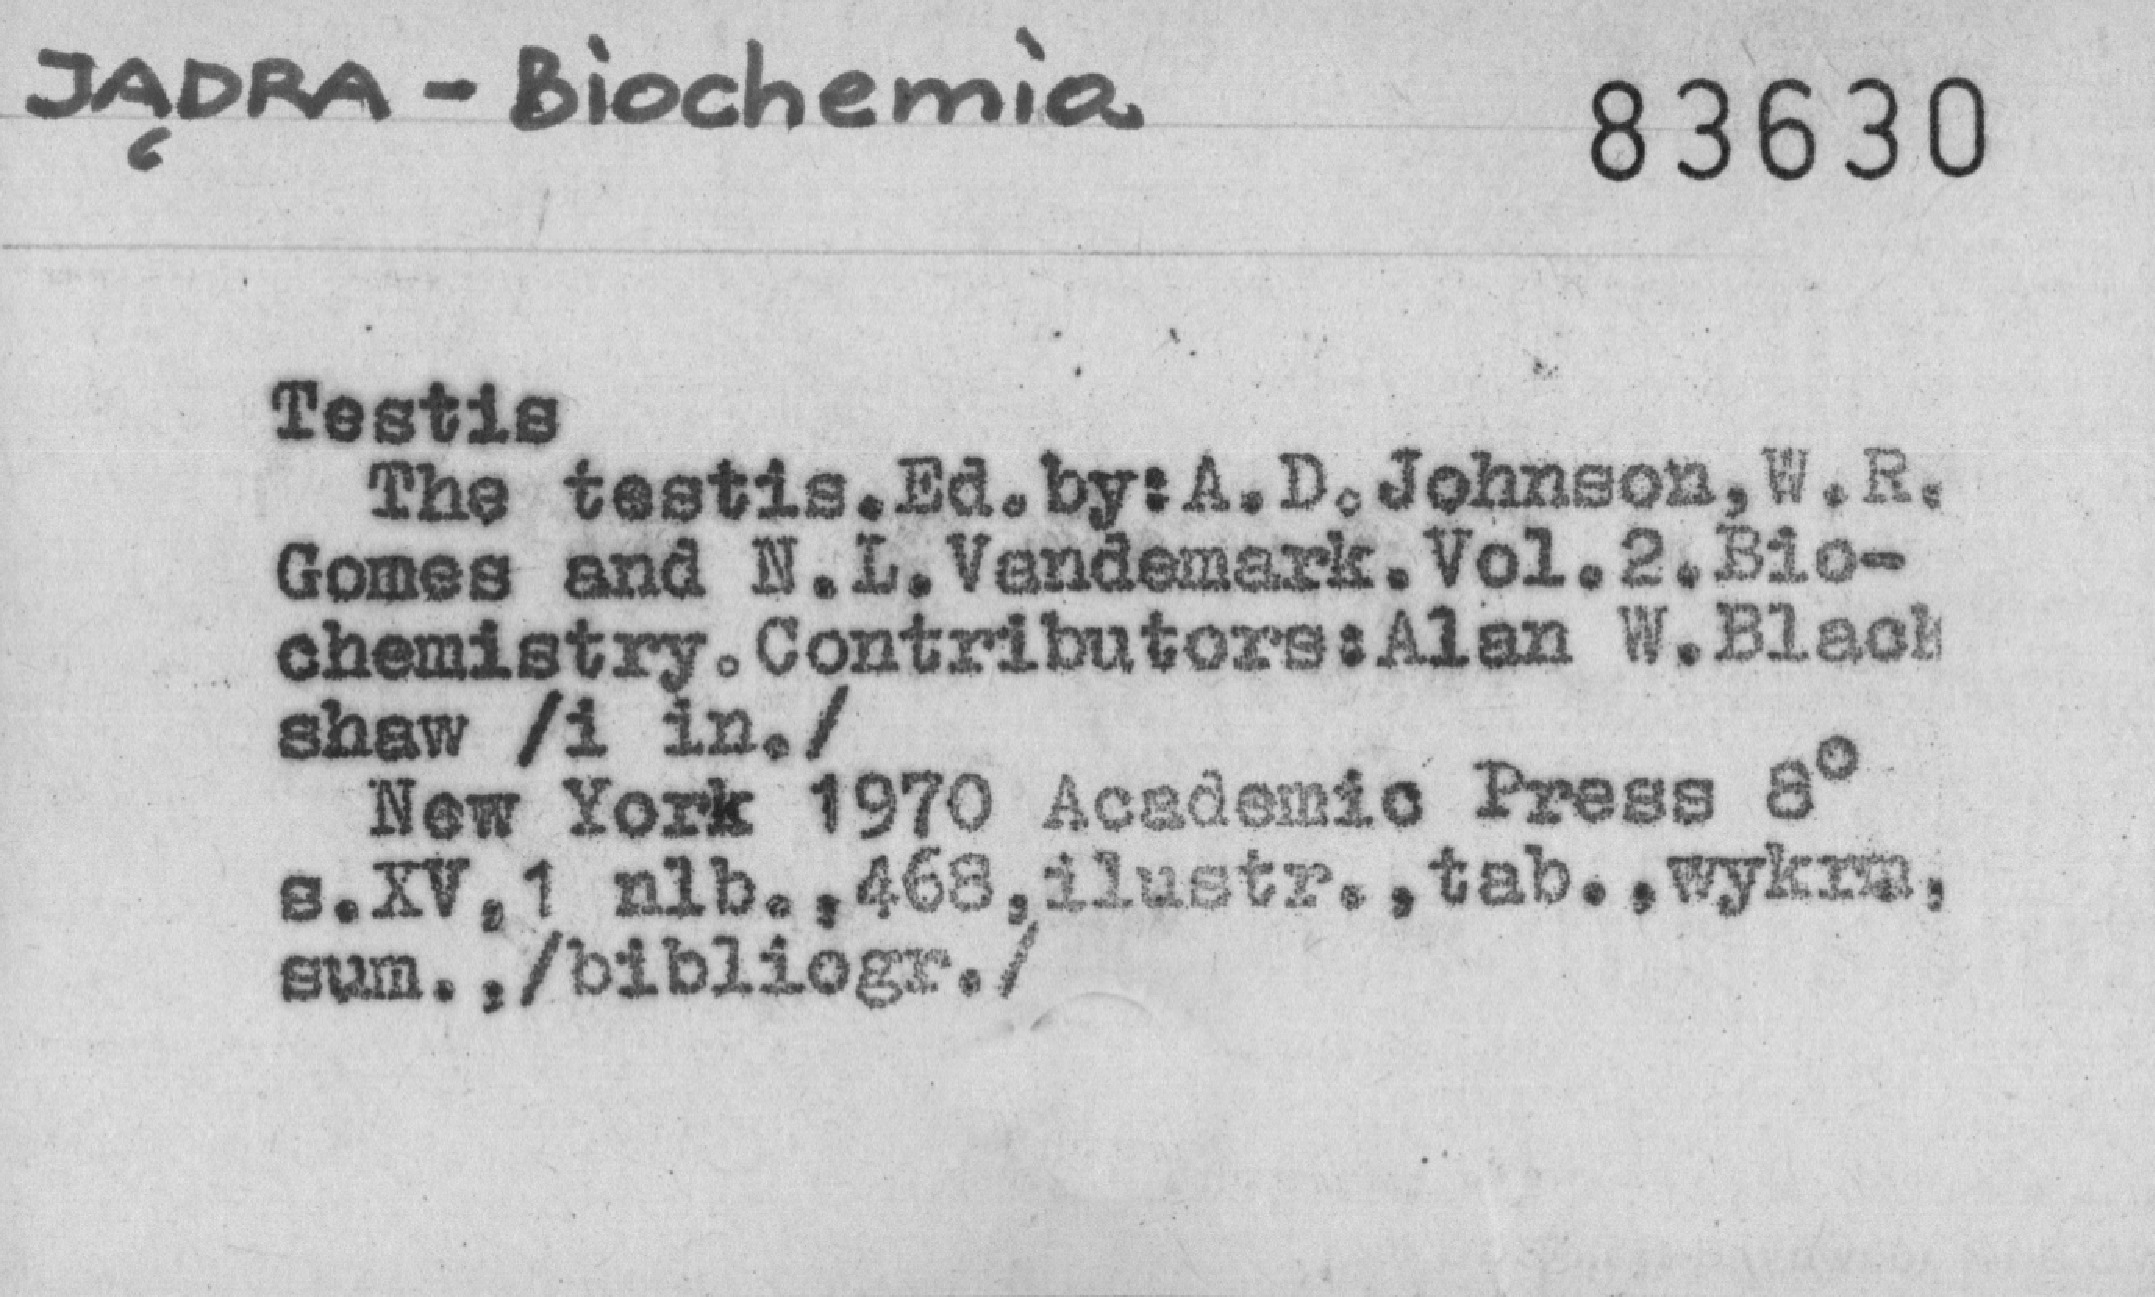 JĄDRA - Biochemia
83630
Testis
The testis.Ed.by:A.D.Johnson,W.R.
Gomes and N.L.Vandemark.Vol.2.Bio-
chemistry.Contributors:Alan W.Black
shaw /i in./
New York 1970 Academic Press 8°
s.XV,1 nlb.,468,ilustr.,tab.,wykrm,
sum.,/bibliogr./